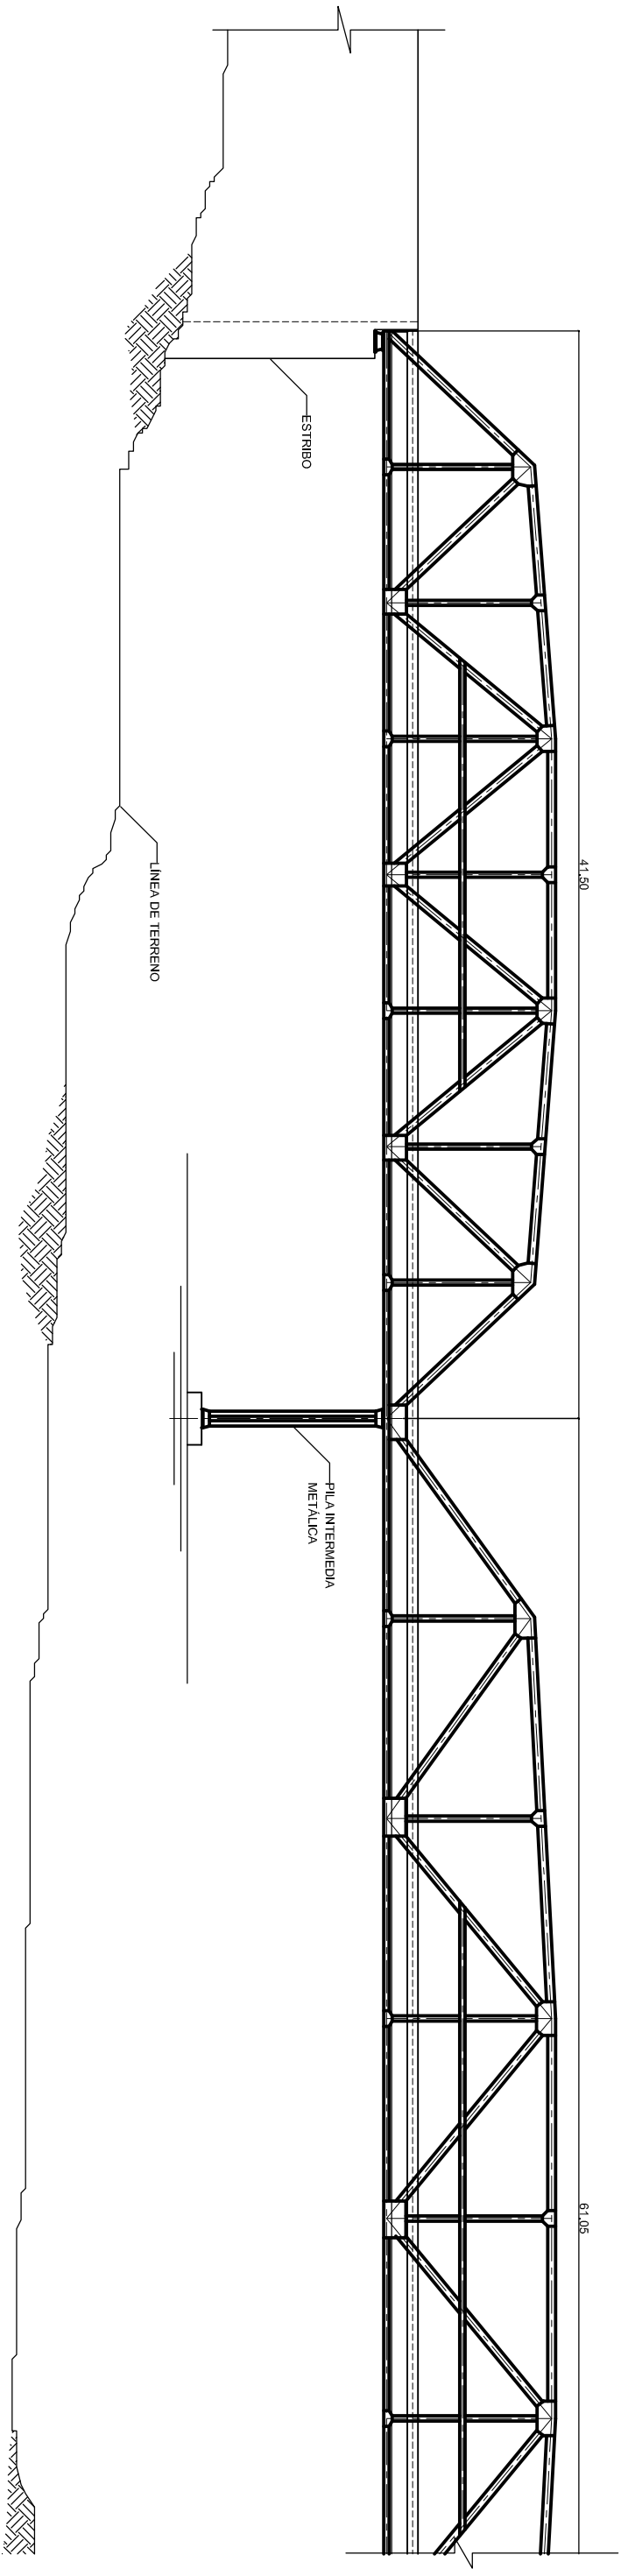 41.50
61.05
ESTRIBO
LÍNEA DE TERRENO
PILA INTERMEDIA
METÁLICA